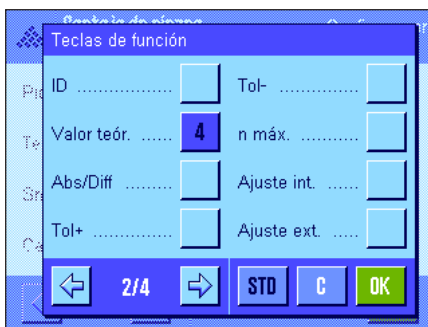 Teclas de función
ID .................
Valor teór. ...... 4
Abs/Diff .........
Tol+ ...............
Tol- .............
n máx. ...........
Ajuste int. ......
Ajuste ext. .....
2/4
STD
C
OK